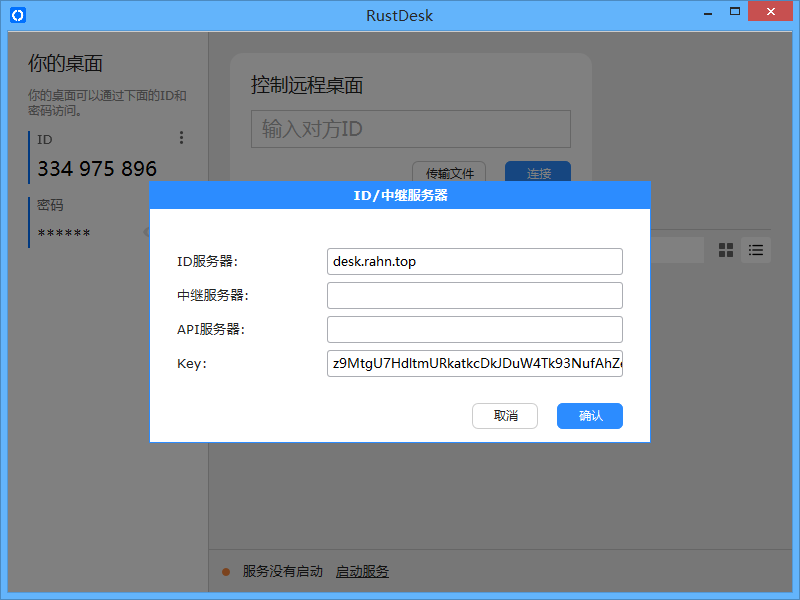 RustDesk
你的桌面
你的桌面可以通过下面的ID和
密码访问。
ID
334 975 896
密码
******
控制远程桌面
输入对方ID
传输文件
连接
ID/中继服务器
ID服务器:
desk.rahn.top
中继服务器:
API服务器:
Key:
z9MtgU7HdltmURkatkcDkJDuW4Tk93NufAhZ
取消
确认
服务没有启动
启动服务